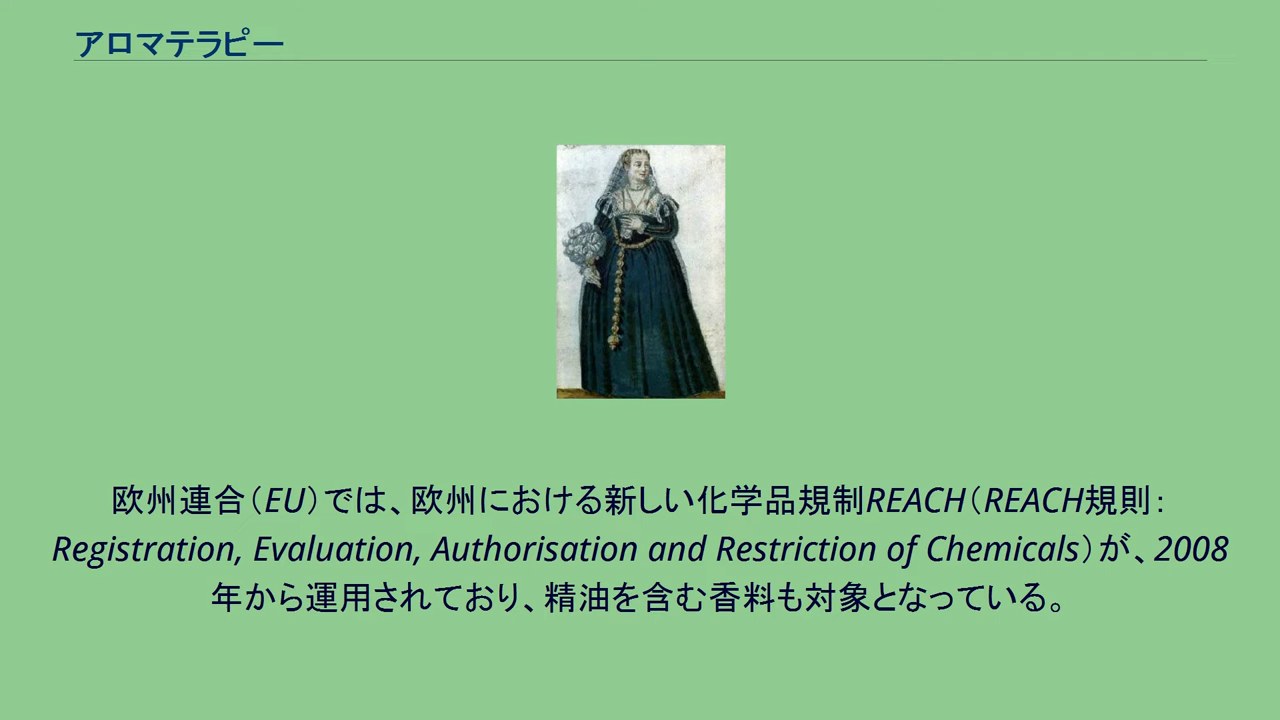 アロマテラピー
欧州連合（EU）では、欧州における新しい化学品規制REACH（REACH規則：
Registration, Evaluation, Authorisation and Restriction of Chemicals）が、2008
年から運用されており、精油を含む香料も対象となっている。